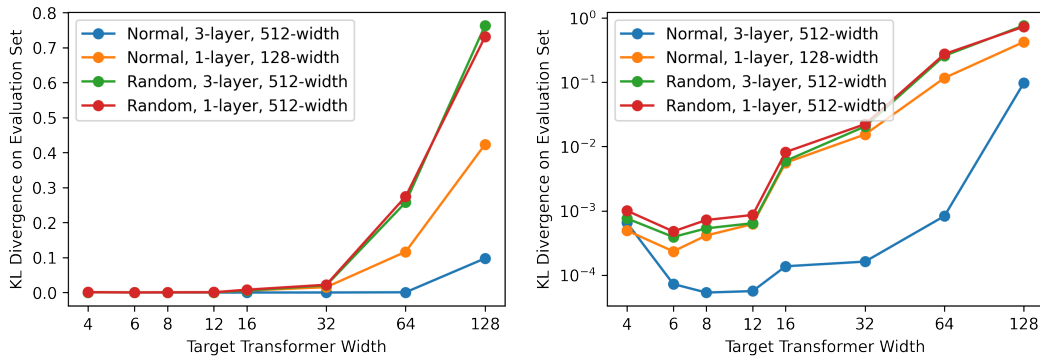 KL Divergence on Evaluation Set
0.8
0.7
0.6
0.5
0.4
0.3
0.2
0.1
0.0
Normal, 3-layer, 512-width
Normal, 1-layer, 128-width
Random, 3-layer, 512-width
Random, 1-layer, 512-width
4 6 8 12 16 32 64 128
Target Transformer Width
KL Divergence on Evaluation Set
10⁰
10⁻¹
10⁻²
10⁻³
10⁻⁴
Normal, 3-layer, 512-width
Normal, 1-layer, 128-width
Random, 3-layer, 512-width
Random, 1-layer, 512-width
4 6 8 12 16 32 64 128
Target Transformer Width